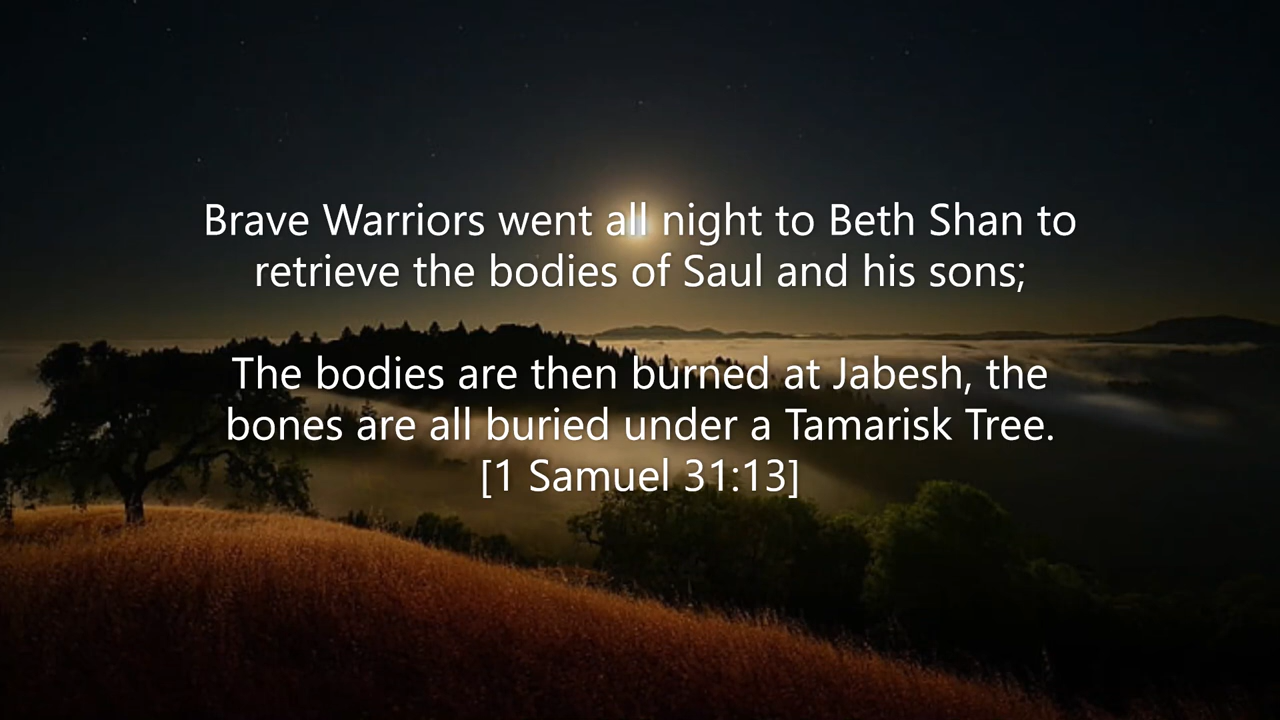 Brave Warriors went all night to Beth Shan to
retrieve the bodies of Saul and his sons;
The bodies are then burned at Jabesh, the
bones are all buried under a Tamarisk Tree.
[1 Samuel 31:13]